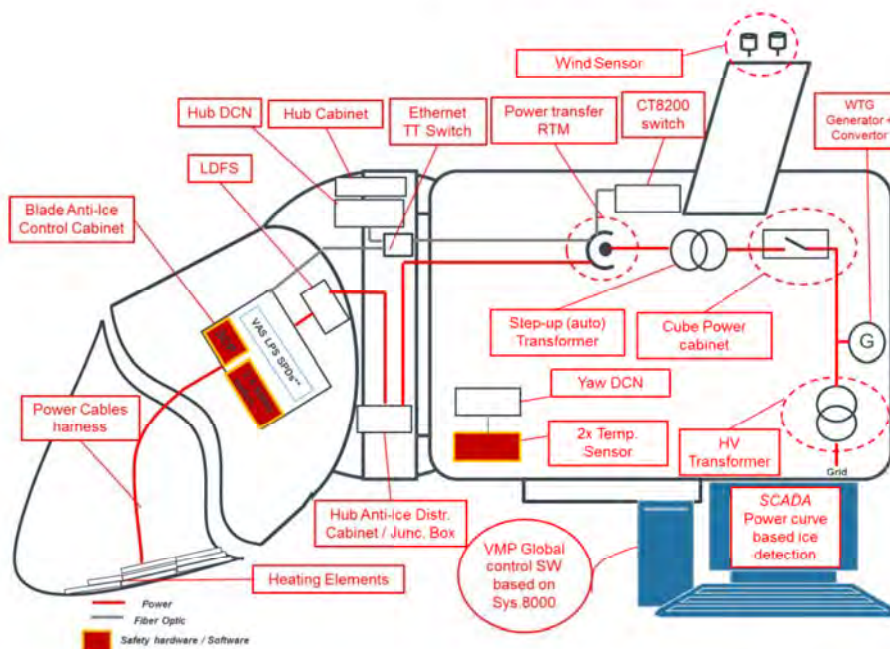 Wind Sensor
Hub DCN
Hub Cabinet
Ethernet
TT Switch
Power transfer
RTM
CT8200
switch
WTG
Generator +
Convertor
LDFS
Blade Anti-Ice
Control Cabinet
VAS LPS SPDs**
Step-up (auto)
Transformer
Cube Power
cabinet
G
Yaw DCN
Power Cables
harness
2x Temp.
Sensor
HV
Transformer
Grid
Hub Anti-ice Distr.
Cabinet / Junc. Box
VMP Global
control SW
based on
Sys.8000
SCADA
Power curve
based ice
detection
Heating Elements
Power
Fiber Optic
Safety hardware / Software